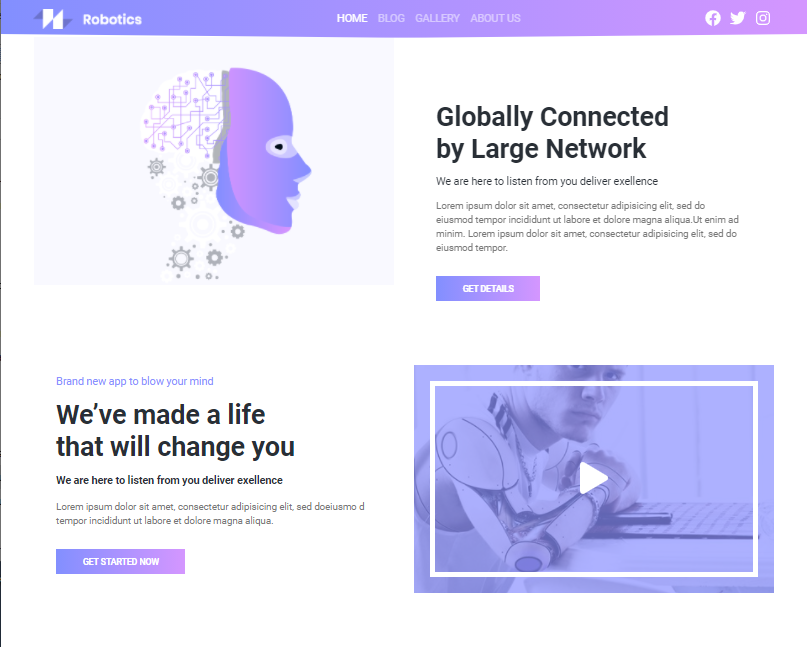 Robotics
HOME BLOG GALLERY ABOUT US
Globally Connected
by Large Network
We are here to listen from you deliver exellence
Lorem ipsum dolor sit amet, consectetur adipisicing elit, sed do
eiusmod tempor incididunt ut labore et dolore magna aliqua.Ut enim ad
minim. Lorem ipsum dolor sit amet, consectetur adipisicing elit, sed do
eiusmod tempor.
GET DETAILS
Brand new app to blow your mind
We’ve made a life
that will change you
We are here to listen from you deliver exellence
Lorem ipsum dolor sit amet, consectetur adipisicing elit, sed doeiusmo d
tempor incididunt ut labore et dolore magna aliqua.
GET STARTED NOW